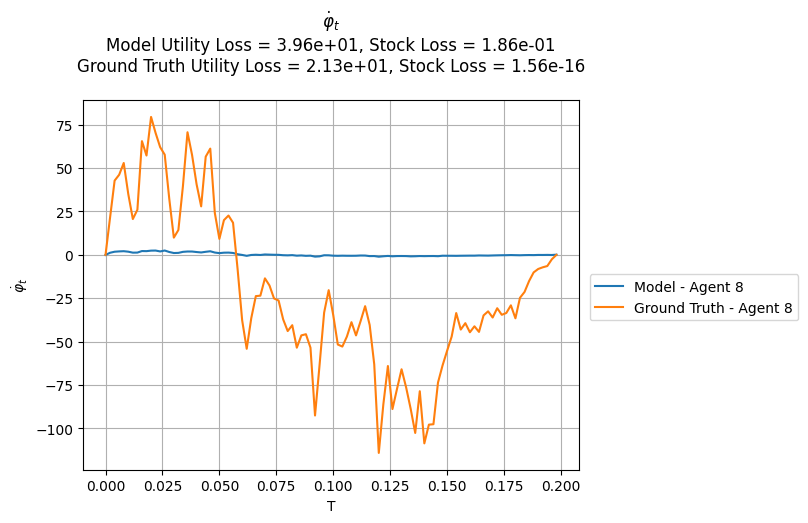 φ̇_t
Model Utility Loss = 3.96e+01, Stock Loss = 1.86e-01
Ground Truth Utility Loss = 2.13e+01, Stock Loss = 1.56e-16
75
50
25
0
−25
−50
−75
−100
φ̇_t
0.000 0.025 0.050 0.075 0.100 0.125 0.150 0.175 0.200
T
Model - Agent 8
Ground Truth - Agent 8